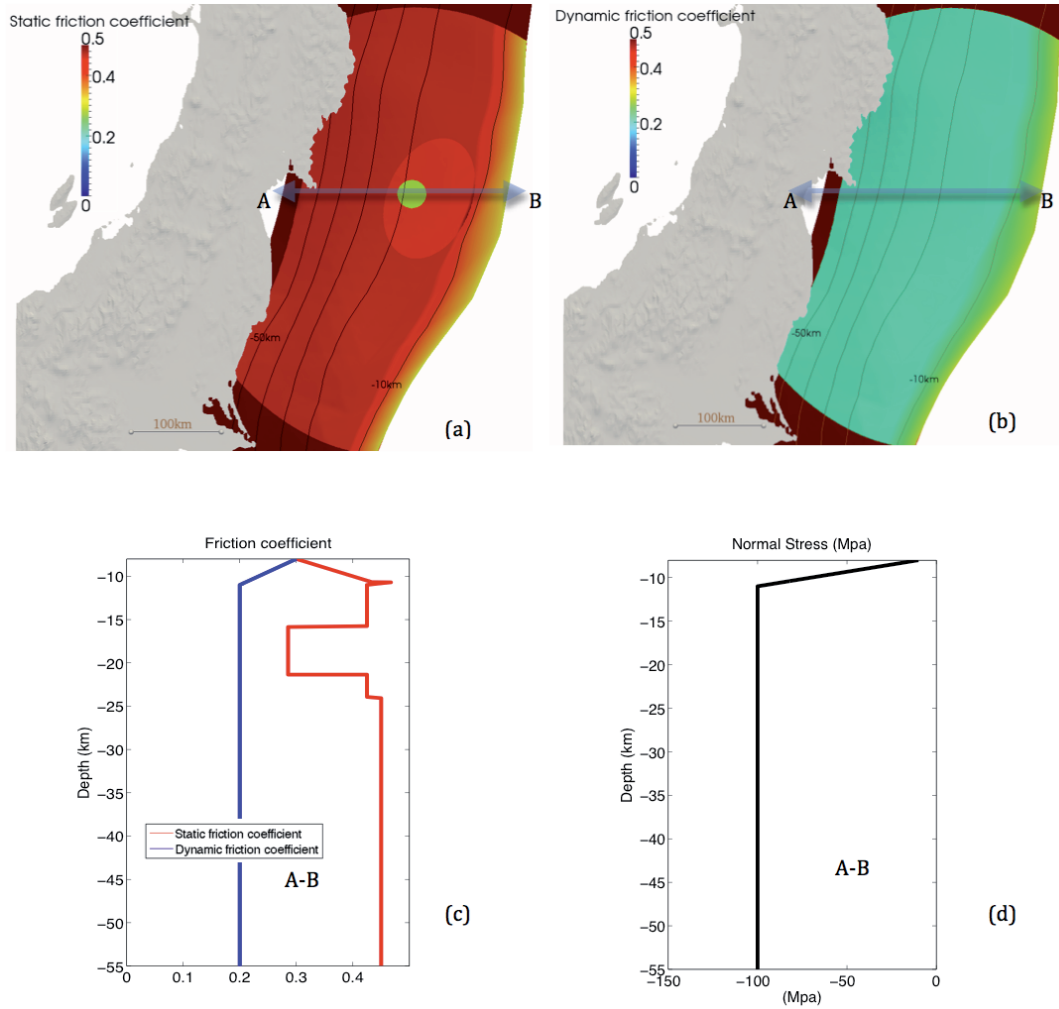 Static friction coefficient
0.5
0.4
0.2
0
A
B
-50km
-10km
100km
(a)
Dynamic friction coefficient
0.5
0.4
0.2
0
A
B
-50km
-10km
100km
(b)
Friction coefficient
−10
−15
−20
−25
−30
−35
−40
−45
−50
−55
Depth (km)
0
0.1
0.2
0.3
0.4
Static friction coefficient
Dynamic friction coefficient
A-B
(c)
Normal Stress (Mpa)
−10
−15
−20
−25
−30
−35
−40
−45
−50
−55
Depth (km)
−150
−100
−50
0
(Mpa)
A-B
(d)